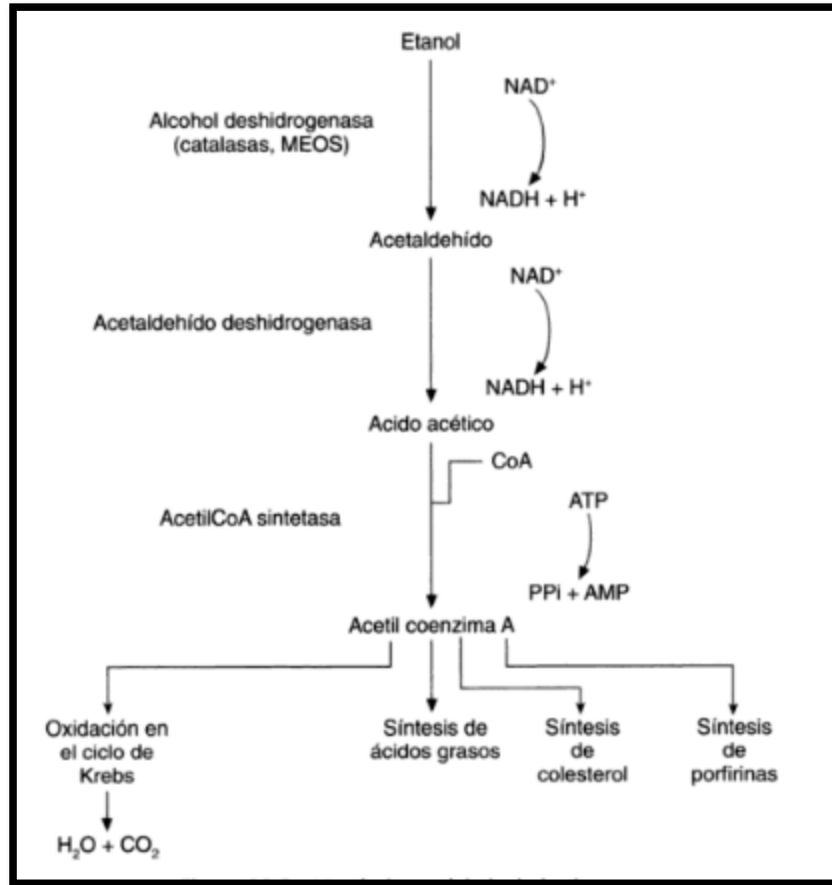 Etanol
NAD⁺
Alcohol deshidrogenasa
(catalasas, MEOS)
NADH + H⁺
Acetaldehído
NAD⁺
Acetaldehído deshidrogenasa
NADH + H⁺
Acido acético
CoA
ATP
AcetilCoA sintetasa
PPi + AMP
Acetil coenzima A
Oxidación en
el ciclo de
Krebs
Síntesis de
ácidos grasos
Síntesis
de
colesterol
Síntesis
de
porfirinas
H₂O + CO₂